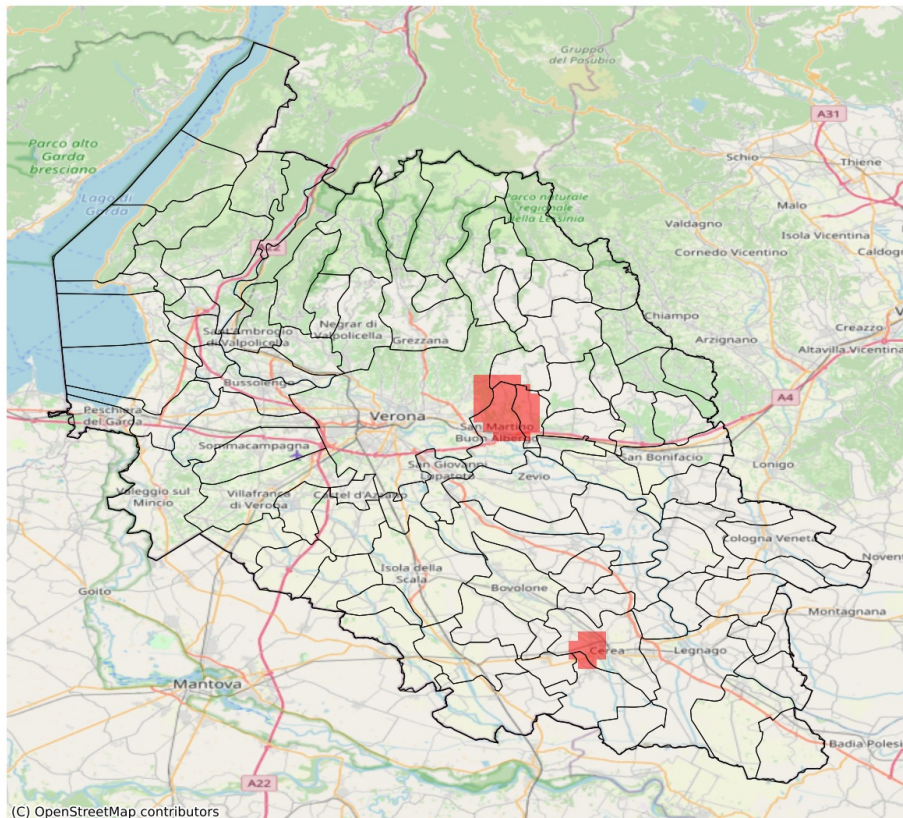 Gruppo
del Pasubio
A31
Schio
Thiene
Parco alto
Garda
bresciano
Lago di
Garda
Parco naturale
regionale
della Lessinia
Malo
Valdagno
Isola Vicentina
Cornedo Vicentino
Caldogno
A22
Sant'Ambrogio
di Valpolicella
Negrar di
Valpolicella
Grezzana
Chiampo
Arzignano
Creazzo
Altavilla Vicentina
Bussolengo
A4
Peschiera
del Garda
Verona
San Martino
Buon Albergo
Sommacampagna
San Giovanni
Lupatoto
Zevio
San Bonifacio
Lonigo
Valeggio sul
Mincio
Villafranca
di Verona
Castel d'Azzano
Cologna Veneta
Isola della
Scala
Bovolone
Goito
Montagnana
Cerea
Legnago
Mantova
Badia Polesi
A22
(C) OpenStreetMap contributors